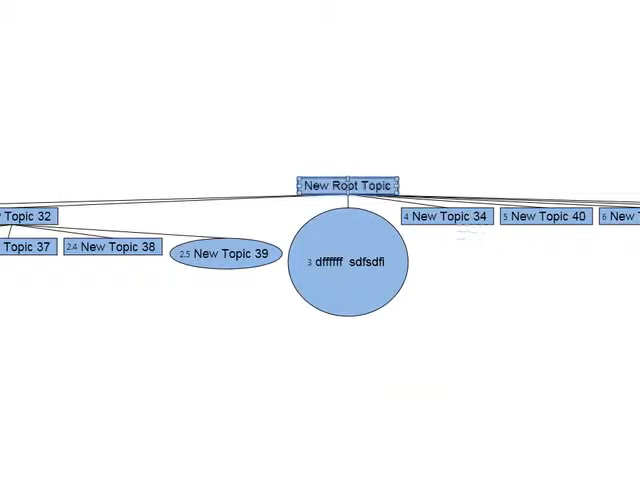 New Root Topic
Topic 32
4 New Topic 34
5 New Topic 40
6 New
Topic 37
2.4 New Topic 38
2.5 New Topic 39
3 dffffff sdfsdfi